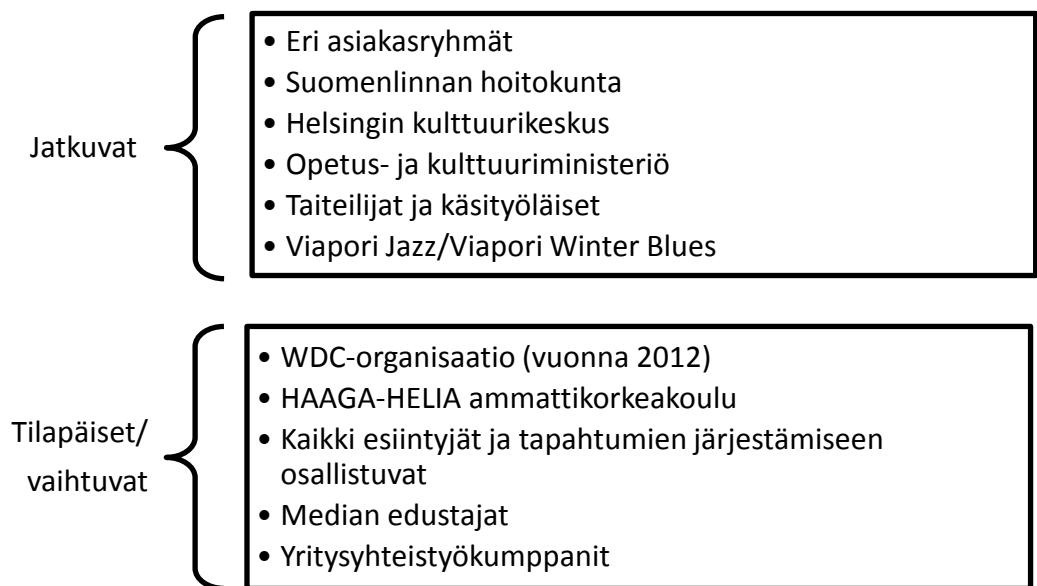 Jatkuvat
• Eri asiakasryhmät
• Suomenlinnan hoitokunta
• Helsingin kulttuurikeskus
• Opetus- ja kulttuuriministeriö
• Taiteilijat ja käsityöläiset
• Viapori Jazz/Viapori Winter Blues
Tilapäiset/
vaihtuvat
• WDC-organisaatio (vuonna 2012)
• HAAGA-HELIA ammattikorkeakoulu
• Kaikki esiintyjät ja tapahtumien järjestämiseen
osallistuvat
• Median edustajat
• Yritysyhteistyökumppanit